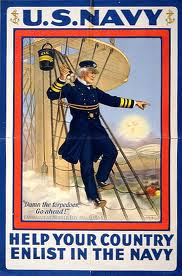 U.S. NAVY
"Damn the torpedoes,
Go ahead!"
HELP YOUR COUNTRY
ENLIST IN THE NAVY